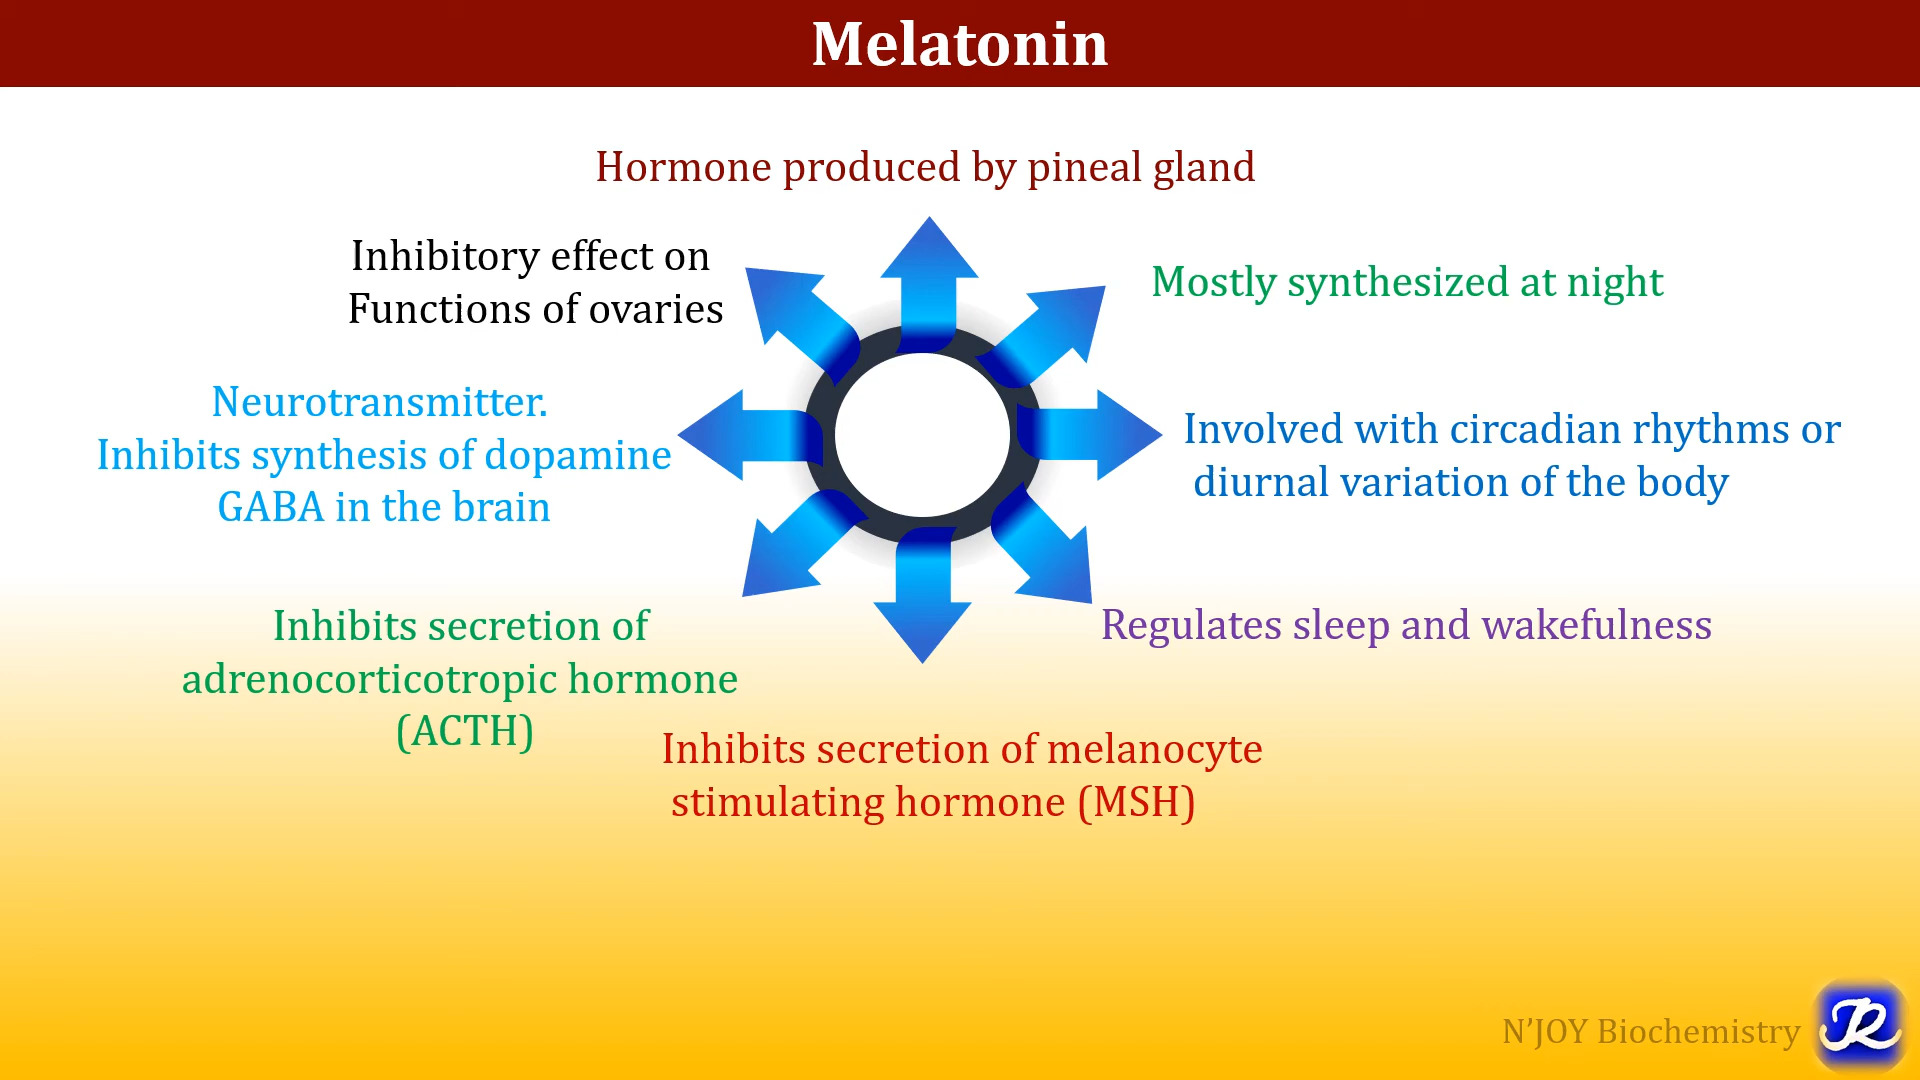 Melatonin
Hormone produced by pineal gland
Inhibitory effect on
Functions of ovaries
Mostly synthesized at night
Neurotransmitter.
Inhibits synthesis of dopamine
GABA in the brain
Involved with circadian rhythms or
diurnal variation of the body
Inhibits secretion of
adrenocorticotropic hormone
(ACTH)
Regulates sleep and wakefulness
Inhibits secretion of melanocyte
stimulating hormone (MSH)
N’JOY Biochemistry
R